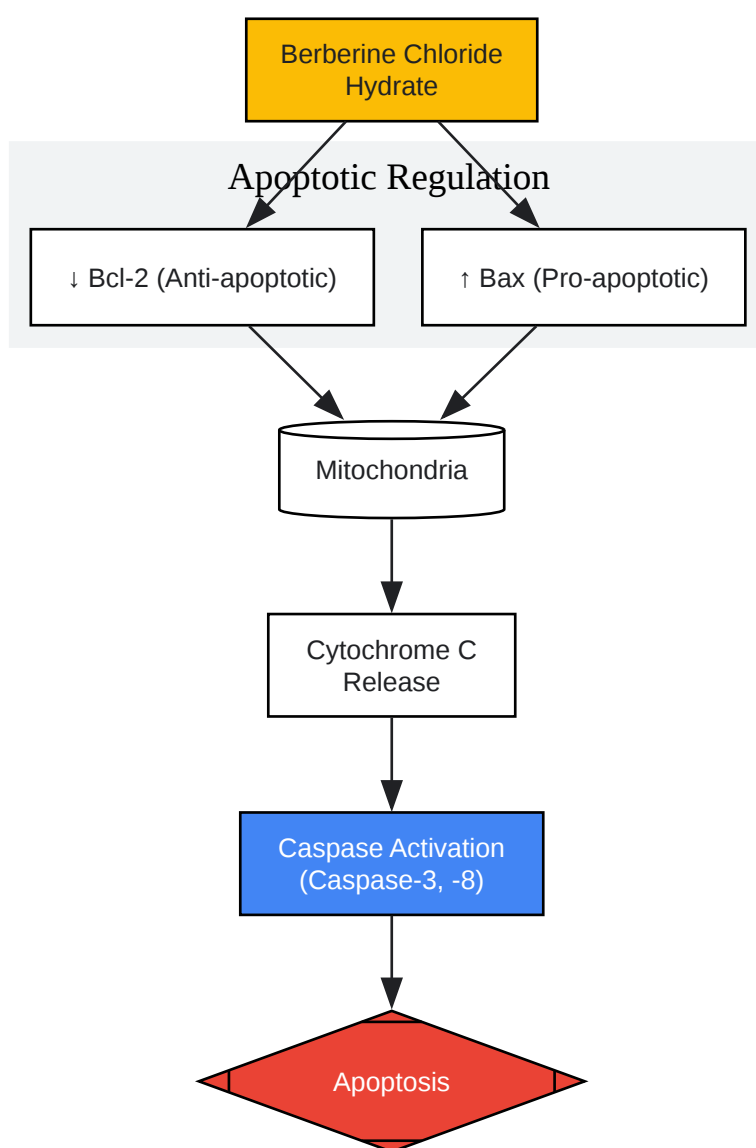 Berberine Chloride
Hydrate
Apoptotic Regulation
↓ Bcl-2 (Anti-apoptotic)
↑ Bax (Pro-apoptotic)
Mitochondria
Cytochrome C
Release
Caspase Activation
(Caspase-3, -8)
Apoptosis